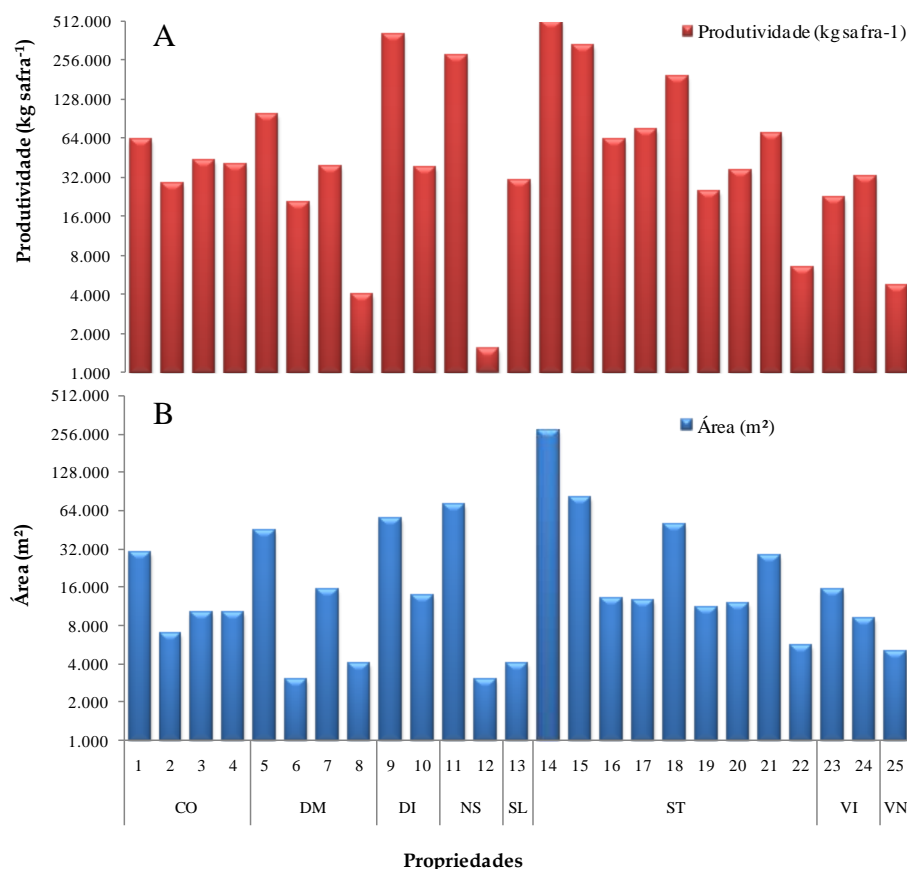 A
Produtividade (kg safra-1)
Produtividade (kg safra⁻¹)
512.000
256.000
128.000
64.000
32.000
16.000
8.000
4.000
2.000
1.000
B
Área (m²)
Área (m²)
512.000
256.000
128.000
64.000
32.000
16.000
8.000
4.000
2.000
1.000
1 2 3 4 5 6 7 8 9 10 11 12 13 14 15 16 17 18 19 20 21 22 23 24 25
CO DM DI NS SL ST VI VN
Propriedades